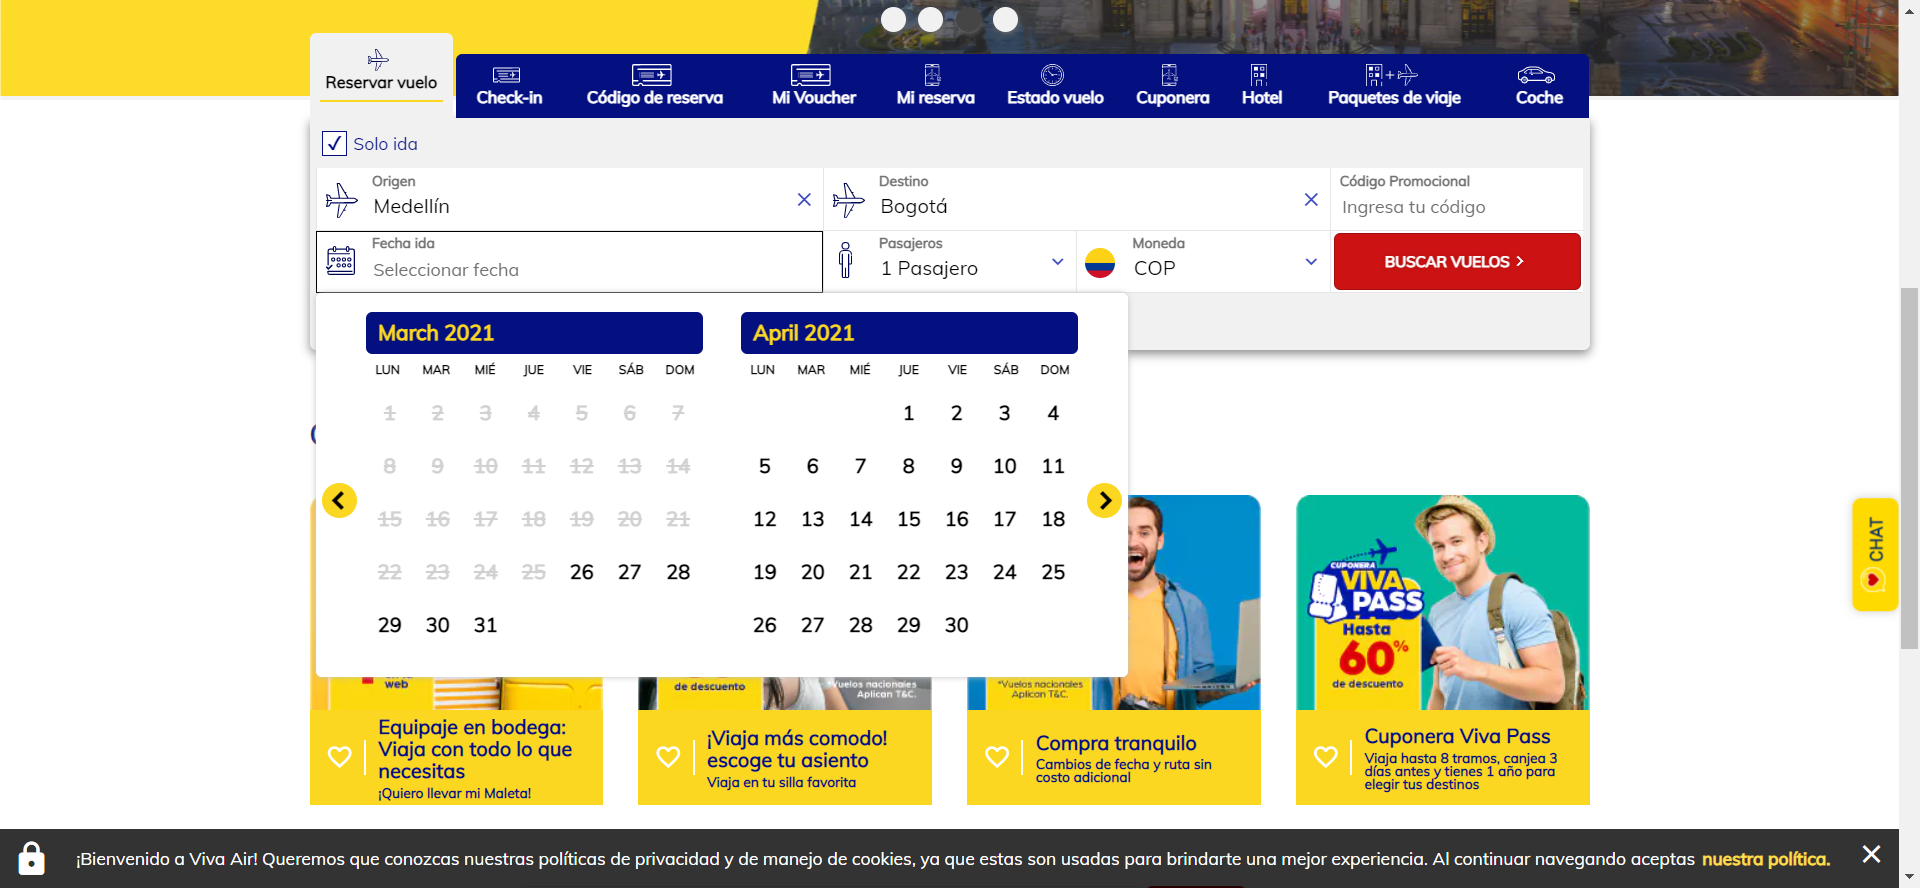 Reservar vuelo
Check-in
Código de reserva
Mi Voucher
Mi reserva
Estado vuelo
Cuponera
Hotel
Paquetes de viaje
Coche
Solo ida
Origen
Medellín
Destino
Bogotá
Código Promocional
Ingresa tu código
Fecha ida
Seleccionar fecha
Pasajeros
1 Pasajero
Moneda
COP
BUSCAR VUELOS
March 2021
LUN MAR MIÉ JUE VIE SÁB DOM
1 2 3 4 5 6 7
8 9 10 11 12 13 14
15 16 17 18 19 20 21
22 23 24 25 26 27 28
29 30 31
April 2021
LUN MAR MIÉ JUE VIE SÁB DOM
1 2 3 4
5 6 7 8 9 10 11
12 13 14 15 16 17 18
19 20 21 22 23 24 25
26 27 28 29 30
CHAT
CUPONERA
VIVA
PASS
Hasta
60%
de descuento
web
de descuento
*Vuelos nacionales
Aplican T&C.
*Vuelos nacionales
Aplican T&C.
Equipaje en bodega:
Viaja con todo lo que
necesitas
¡Quiero llevar mi Maleta!
¡Viaja más comodo!
escoge tu asiento
Viaja en tu silla favorita
Compra tranquilo
Cambios de fecha y ruta sin
costo adicional
Cuponera Viva Pass
Viaja hasta 8 tramos, canjea 3
días antes y tienes 1 año para
elegir tus destinos
¡Bienvenido a Viva Air! Queremos que conozcas nuestras políticas de privacidad y de manejo de cookies, ya que estas son usadas para brindarte una mejor experiencia. Al continuar navegando aceptas nuestra política.